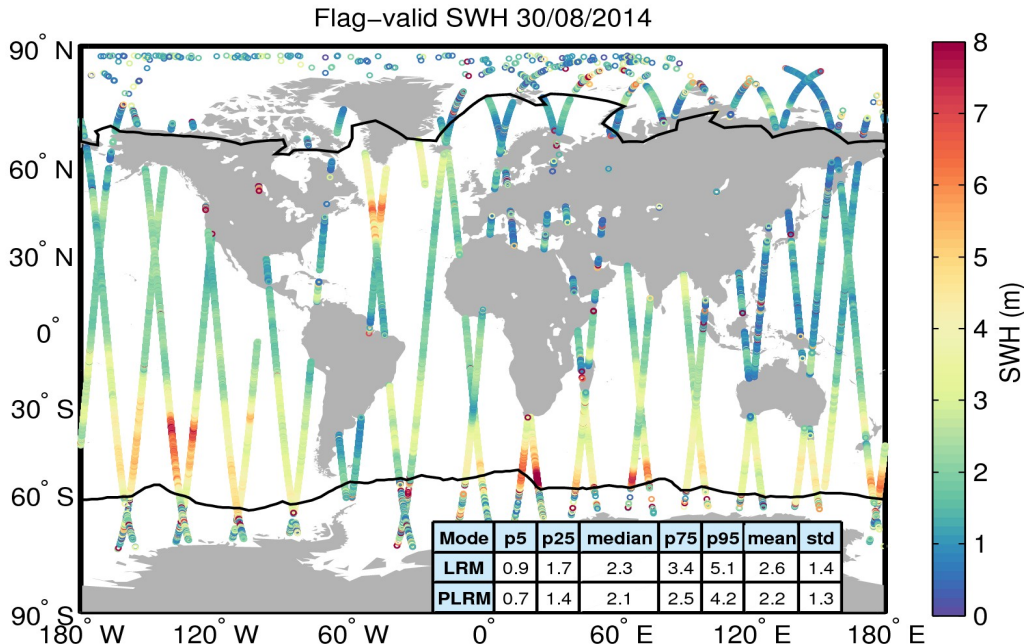 Flag−valid SWH 30/08/2014
90° N
60° N
30° N
0°
30° S
60° S
90° S
180° W
120° W
60° W
0°
60° E
120° E
180° E
8
7
6
5
4
3
2
1
0
SWH (m)
Mode p5 p25 median p75 p95 mean std
LRM 0.9 1.7 2.3 3.4 5.1 2.6 1.4
PLRM 0.7 1.4 2.1 2.5 4.2 2.2 1.3